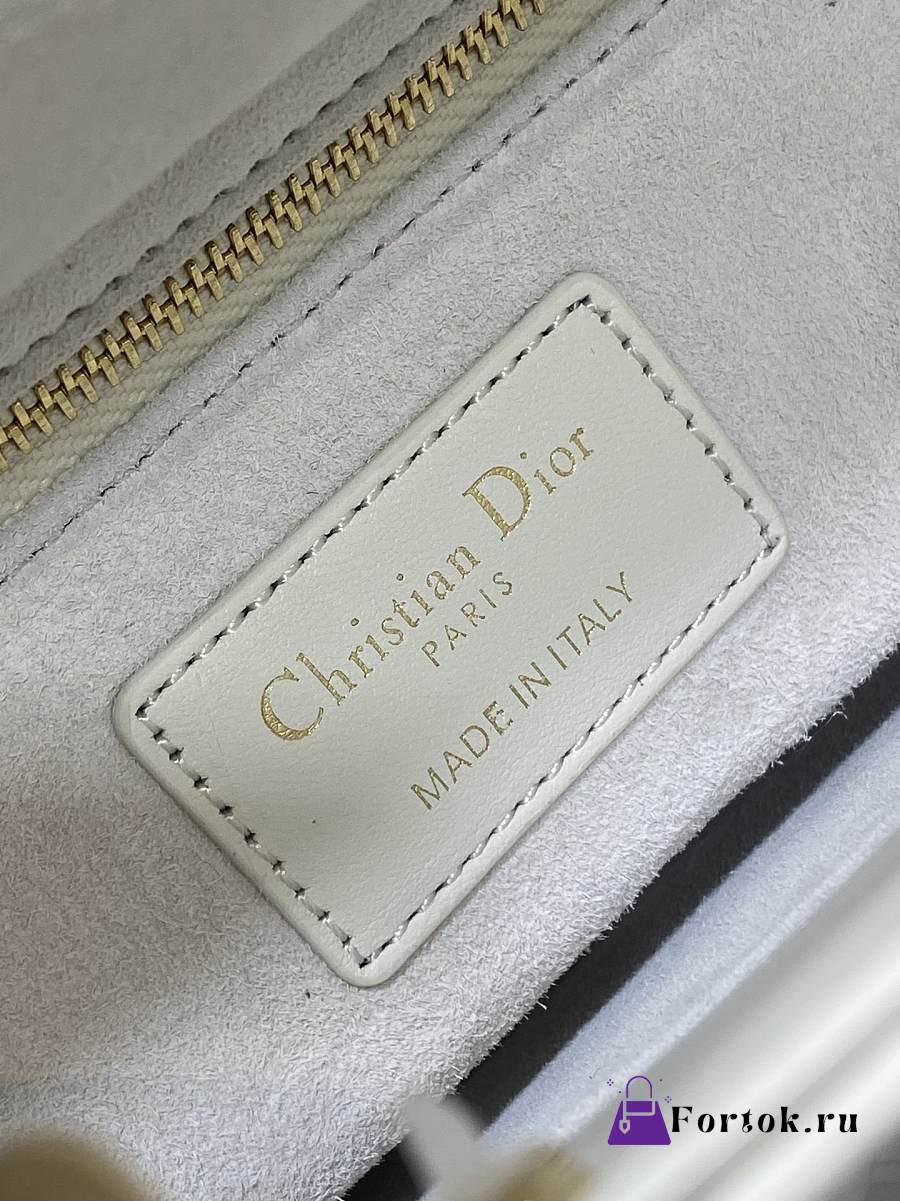 Christian Dior
PARIS
MADE IN ITALY
Fortok.ru